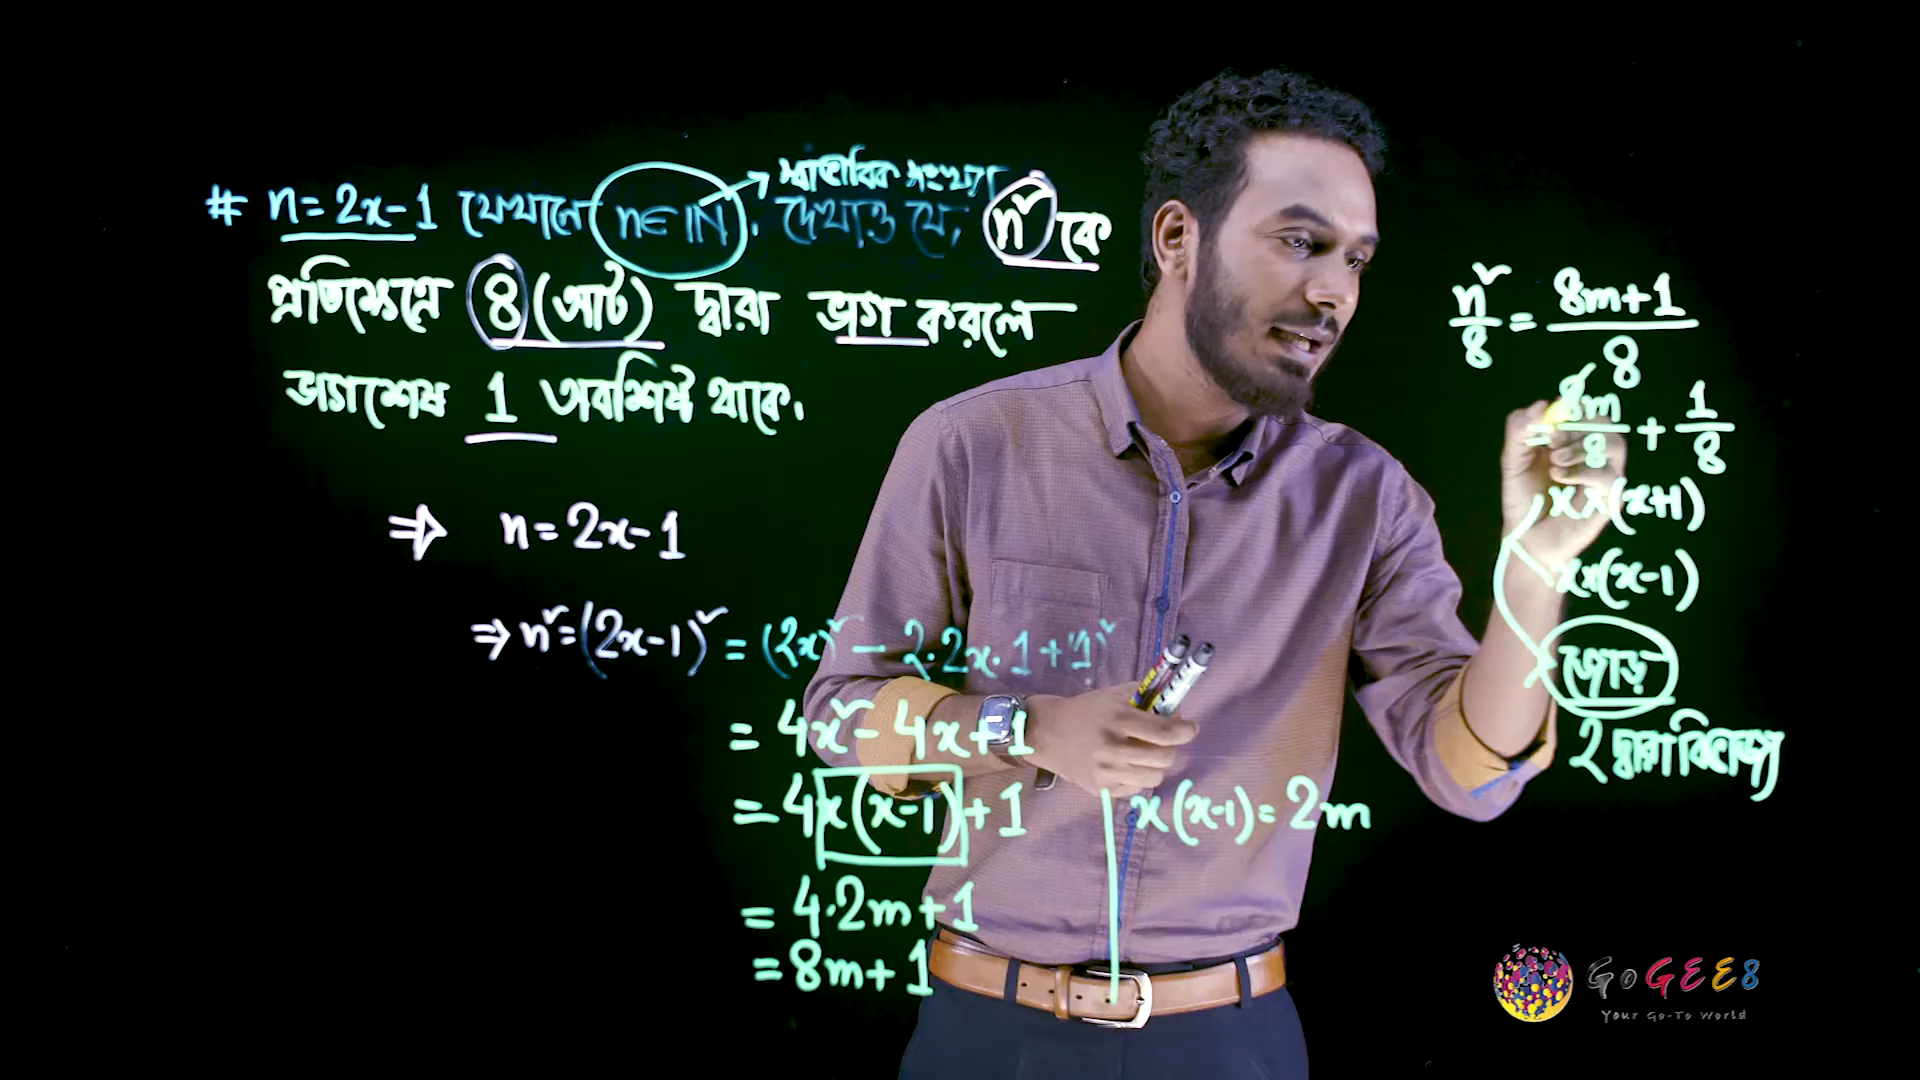 # n=2x-1 যেখানে n∈IN. দেখাও যে, n² কে
স্বাভাবিক সংখ্যা
প্রতিক্ষেত্রে 8 (আট) দ্বারা ভাগ করলে
ভাগশেষ 1 অবশিষ্ট থাকে।
⇒ n=2x-1
⇒ n²=(2x-1)² = (2x)² - 2·2x·1+(1)²
= 4x²- 4x+1
= 4x(x-1)+1
= 4·2m+1
= 8m+1
x(x-1)= 2m
n²/8 = 8m+1/8
= 8m/8 + 1/8
x×(x+1)
x×(x-1)
জোড়
2 দ্বারা বিভাজ্য
GoGEE8
Your Go-To World